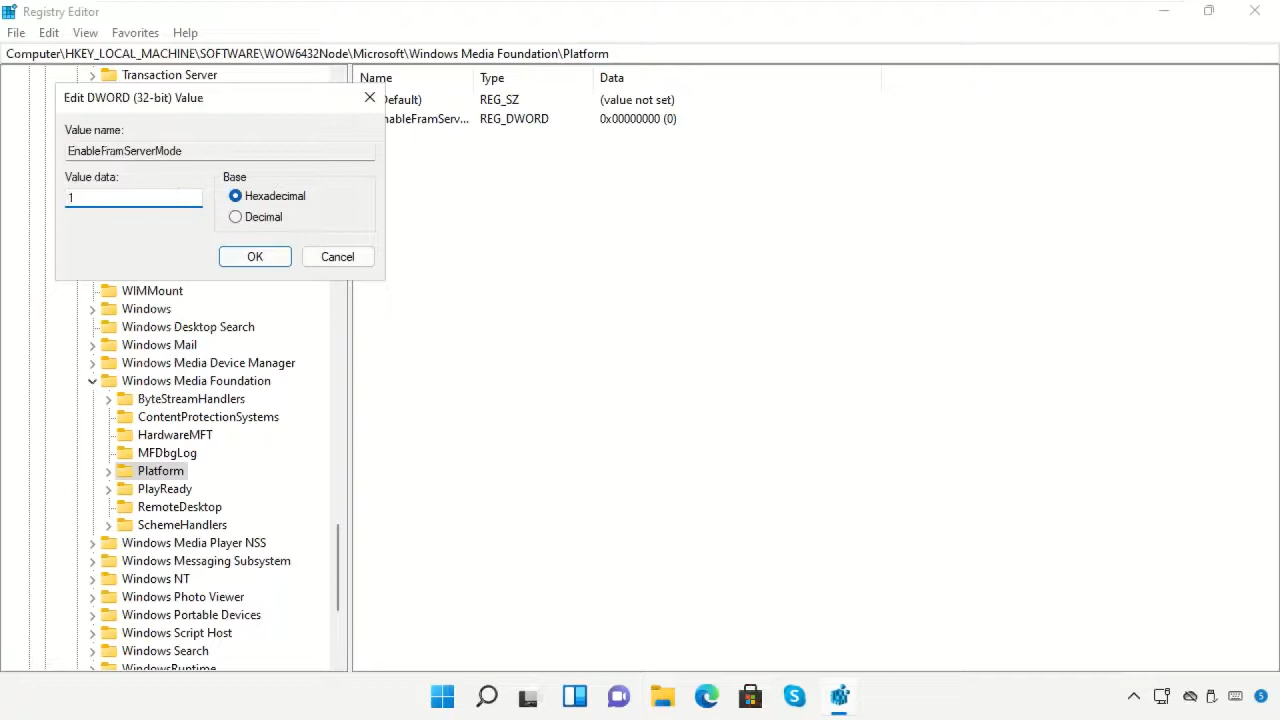 Registry Editor
File Edit View Favorites Help
Computer\HKEY_LOCAL_MACHINE\SOFTWARE\WOW6432Node\Microsoft\Windows Media Foundation\Platform
Transaction Server
Name Type Data
Default) REG_SZ (value not set)
nableFramServ... REG_DWORD 0x00000000 (0)
Edit DWORD (32-bit) Value
Value name:
EnableFramServerMode
Value data:
Base
1
Hexadecimal
Decimal
OK Cancel
WIMMount
Windows
Windows Desktop Search
Windows Mail
Windows Media Device Manager
Windows Media Foundation
ByteStreamHandlers
ContentProtectionSystems
HardwareMFT
MFDbgLog
Platform
PlayReady
RemoteDesktop
SchemeHandlers
Windows Media Player NSS
Windows Messaging Subsystem
Windows NT
Windows Photo Viewer
Windows Portable Devices
Windows Script Host
Windows Search
WindowsRuntime
5